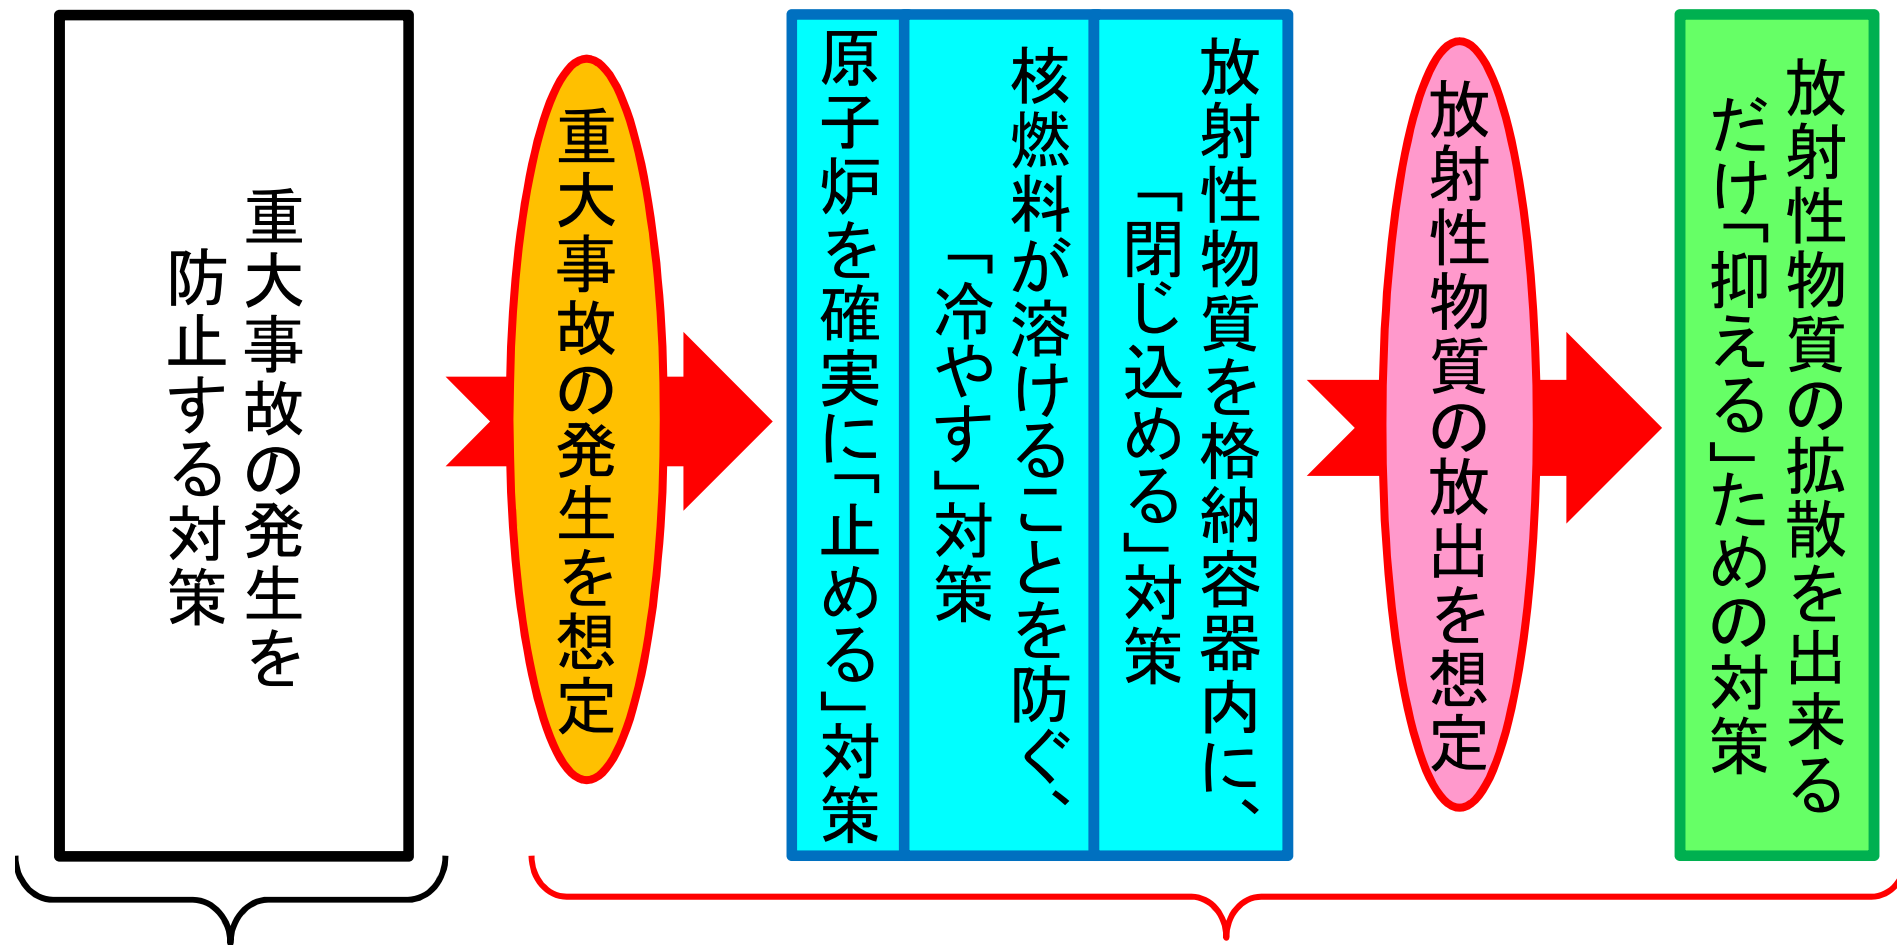 重大事故の発生を
防止する対策
重大事故の発生を想定
原子炉を確実に「止める」対策
核燃料が溶けることを防ぐ、
「冷やす」対策
放射性物質を格納容器内に、
「閉じ込める」対策
放射性物質の放出を想定
放射性物質の拡散を出来る
だけ「抑える」ための対策